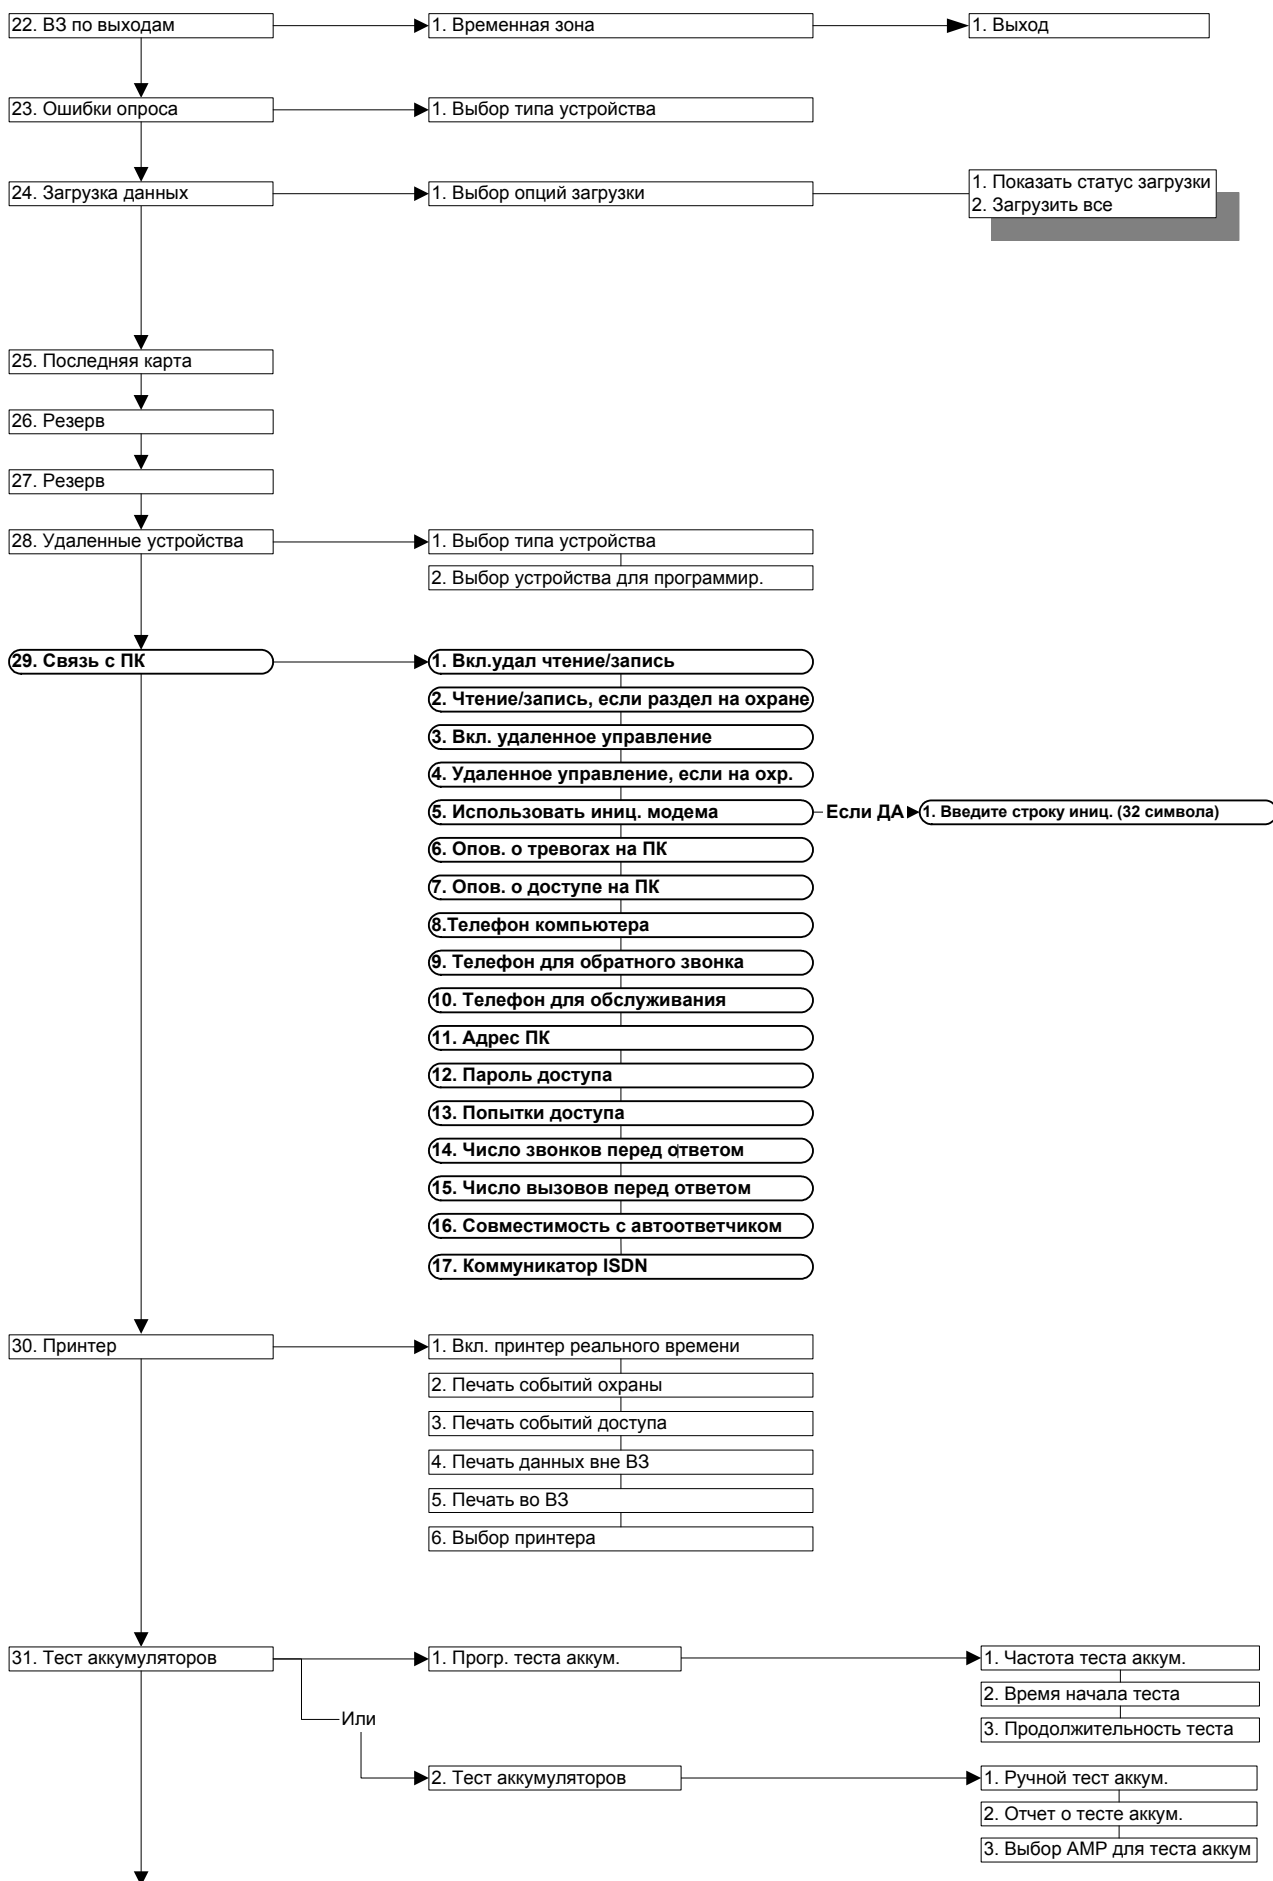 22. ВЗ по выходам
1. Временная зона
1. Выход
23. Ошибки опроса
1. Выбор типа устройства
24. Загрузка данных
1. Выбор опций загрузки
1. Показать статус загрузки
2. Загрузить все
25. Последняя карта
26. Резерв
27. Резерв
28. Удаленные устройства
1. Выбор типа устройства
2. Выбор устройства для программир.
29. Связь с ПК
1. Вкл.удал чтение/запись
2. Чтение/запись, если раздел на охране
3. Вкл. удаленное управление
4. Удаленное управление, если на охр.
5. Использовать иниц. модема
Если ДА
1. Введите строку иниц. (32 символа)
6. Опов. о тревогах на ПК
7. Опов. о доступе на ПК
8.Телефон компьютера
9. Телефон для обратного звонка
10. Телефон для обслуживания
11. Адрес ПК
12. Пароль доступа
13. Попытки доступа
14. Число звонков перед ответом
15. Число вызовов перед ответом
16. Совместимость с автоответчиком
17. Коммуникатор ISDN
30. Принтер
1. Вкл. принтер реального времени
2. Печать событий охраны
3. Печать событий доступа
4. Печать данных вне ВЗ
5. Печать во ВЗ
6. Выбор принтера
31. Тест аккумуляторов
1. Прогр. теста аккум.
1. Частота теста аккум.
2. Время начала теста
3. Продолжительность теста
Или
2. Тест аккумуляторов
1. Ручной тест аккум.
2. Отчет о тесте аккум.
3. Выбор АМР для теста аккум